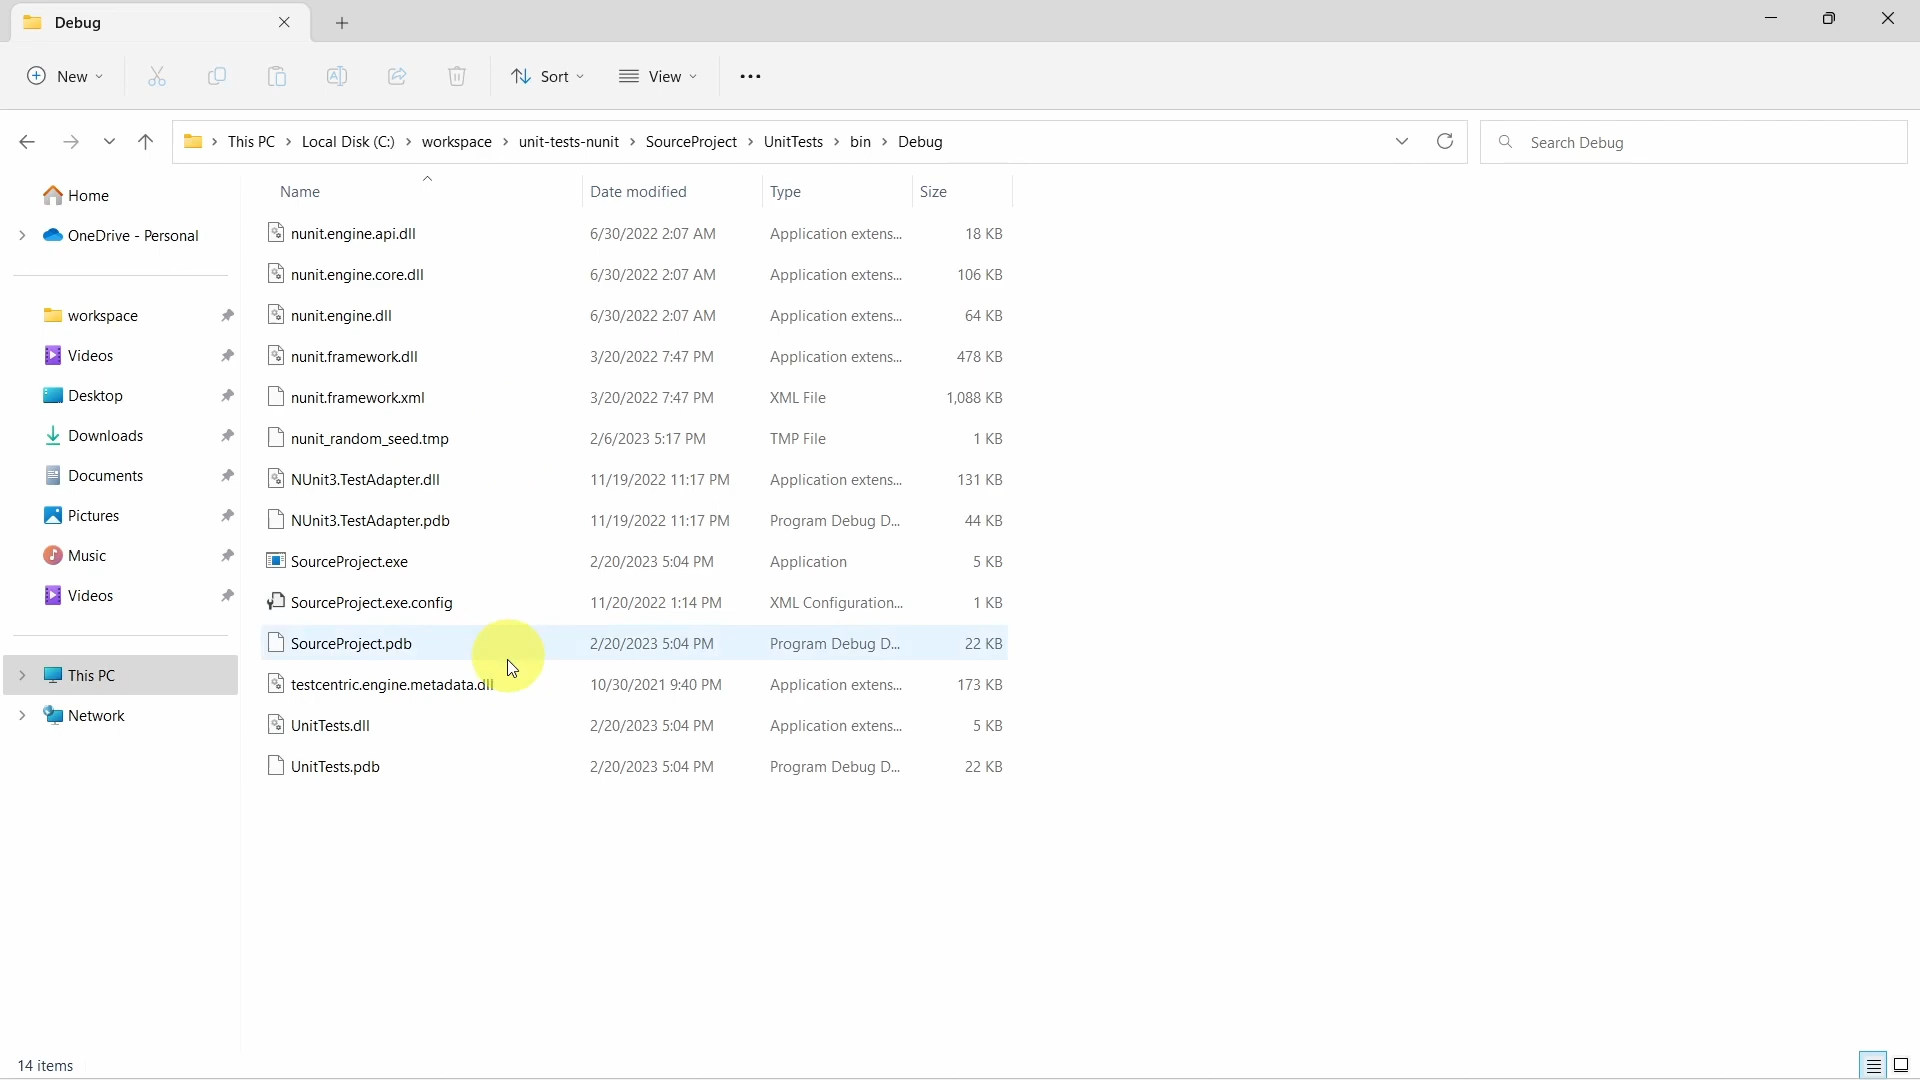 Debug
New
Sort
View
This PC
Local Disk (C:)
workspace
unit-tests-nunit
SourceProject
UnitTests
bin
Debug
Search Debug
Home
OneDrive - Personal
workspace
Videos
Desktop
Downloads
Documents
Pictures
Music
Videos
This PC
Network
Name Date modified Type Size
nunit.engine.api.dll 6/30/2022 2:07 AM Application extens... 18 KB
nunit.engine.core.dll 6/30/2022 2:07 AM Application extens... 106 KB
nunit.engine.dll 6/30/2022 2:07 AM Application extens... 64 KB
nunit.framework.dll 3/20/2022 7:47 PM Application extens... 478 KB
nunit.framework.xml 3/20/2022 7:47 PM XML File 1,088 KB
nunit_random_seed.tmp 2/6/2023 5:17 PM TMP File 1 KB
NUnit3.TestAdapter.dll 11/19/2022 11:17 PM Application extens... 131 KB
NUnit3.TestAdapter.pdb 11/19/2022 11:17 PM Program Debug D... 44 KB
SourceProject.exe 2/20/2023 5:04 PM Application 5 KB
SourceProject.exe.config 11/20/2022 1:14 PM XML Configuration... 1 KB
SourceProject.pdb 2/20/2023 5:04 PM Program Debug D... 22 KB
testcentric.engine.metadata.dll 10/30/2021 9:40 PM Application extens... 173 KB
UnitTests.dll 2/20/2023 5:04 PM Application extens... 5 KB
UnitTests.pdb 2/20/2023 5:04 PM Program Debug D... 22 KB
14 items